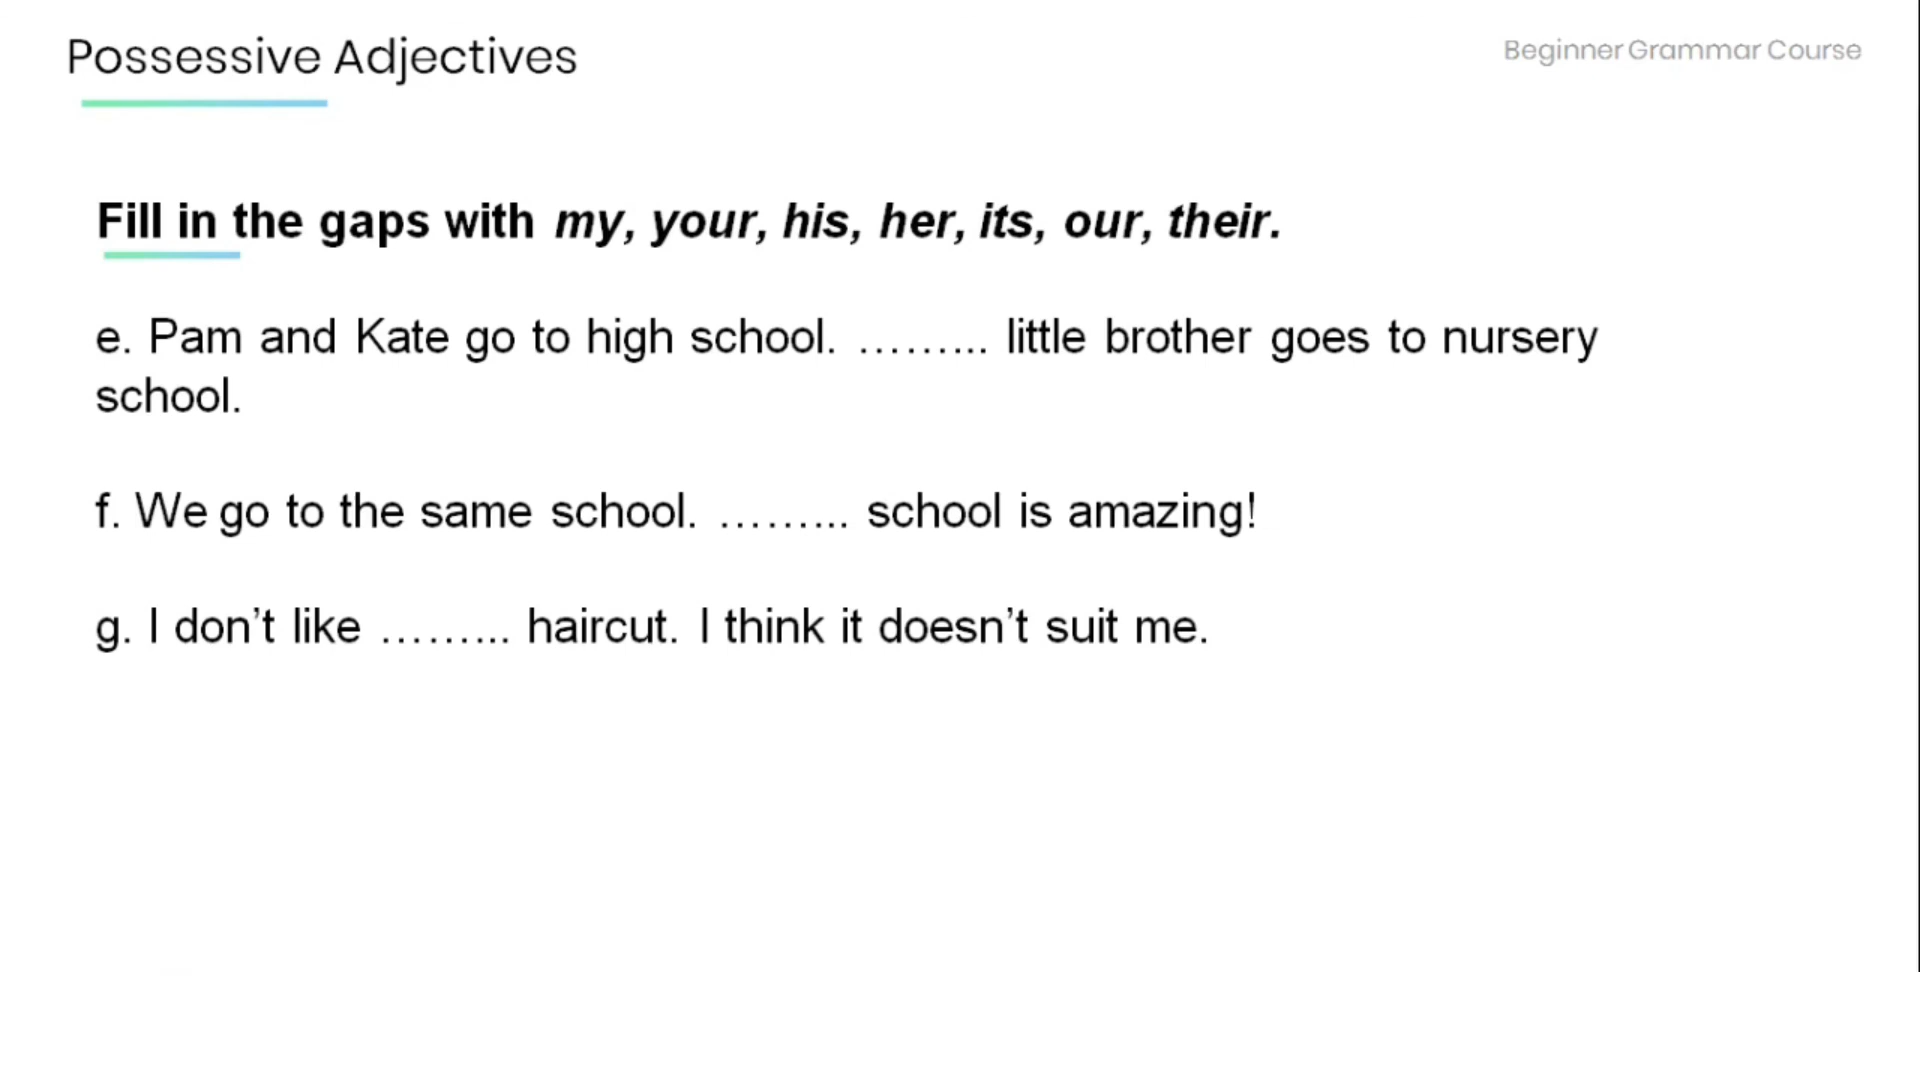 Possessive Adjectives
Beginner Grammar Course
Fill in the gaps with my, your, his, her, its, our, their.
e. Pam and Kate go to high school. ……... little brother goes to nursery
school.
f. We go to the same school. ……... school is amazing!
g. I don’t like ……... haircut. I think it doesn’t suit me.